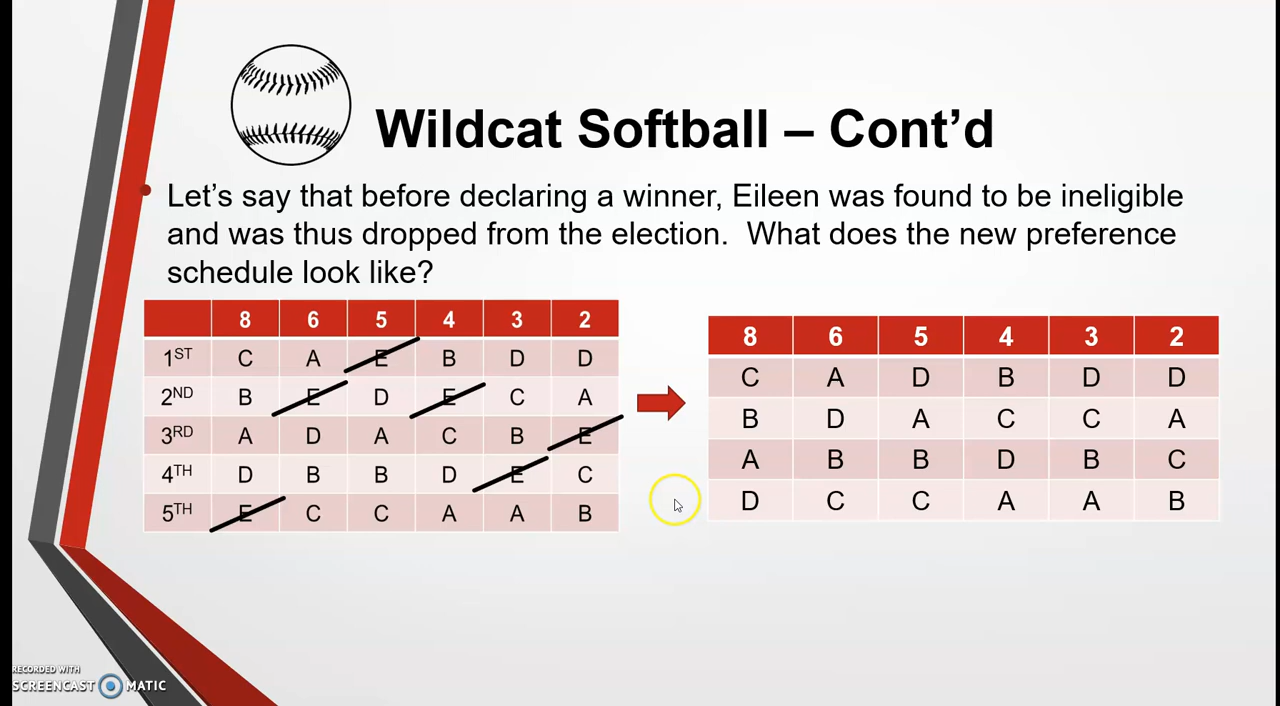 Wildcat Softball – Cont’d
• Let’s say that before declaring a winner, Eileen was found to be ineligible
and was thus dropped from the election.  What does the new preference
schedule look like?
8 6 5 4 3 2
1ST C A E B D D
2ND B E D E C A
3RD A D A C B E
4TH D B B D E C
5TH E C C A A B
8 6 5 4 3 2
C A D B D D
B D A C C A
A B B D B C
D C C A A B
RECORDED WITH
SCREENCAST MATIC